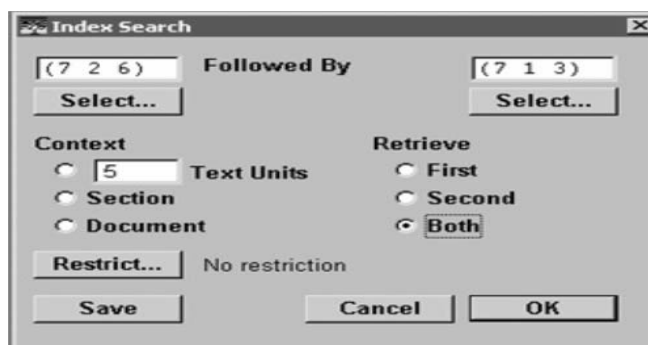 Index Search
(7 2 6) Followed By (7 1 3)
Select... Select...
Context Retrieve
5 Text Units First
Section Second
Document Both
Restrict... No restriction
Save Cancel OK